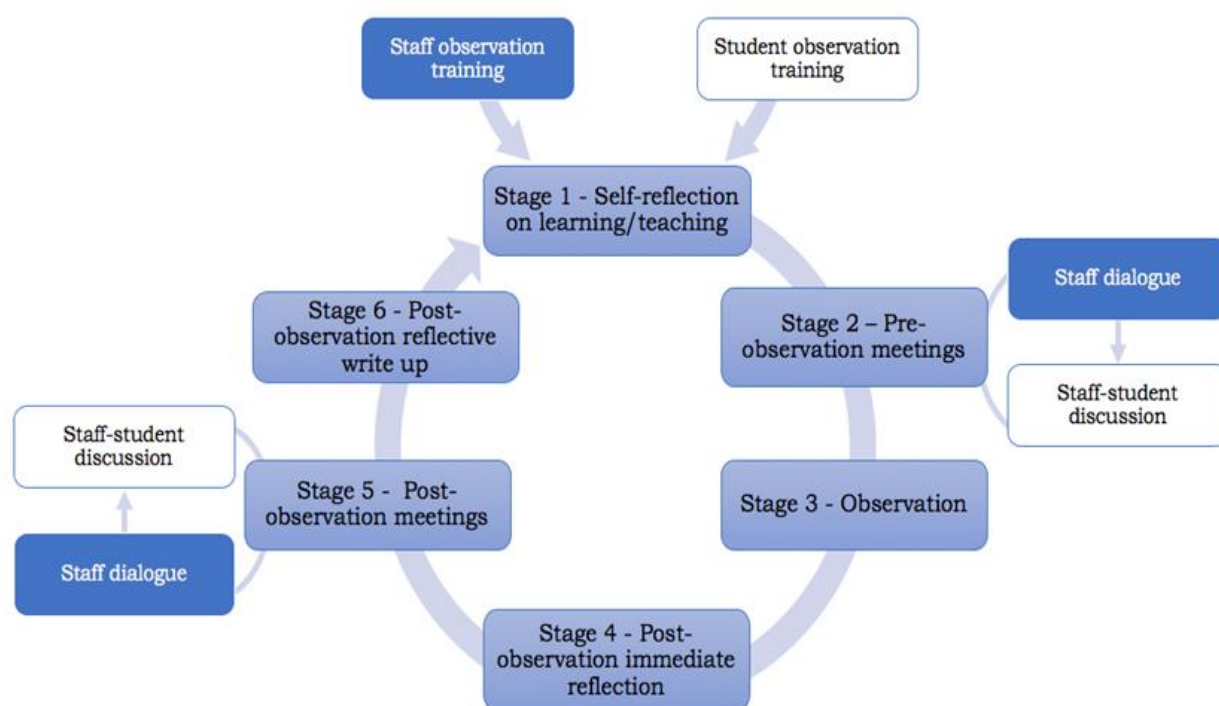 Staff observation
training
Student observation
training
Stage 1 - Self-reflection
on learning/teaching
Stage 2 – Pre-
observation meetings
Staff dialogue
Staff-student
discussion
Stage 3 - Observation
Stage 4 - Post-
observation immediate
reflection
Stage 5 -  Post-
observation meetings
Staff-student
discussion
Staff dialogue
Stage 6 - Post-
observation reflective
write up